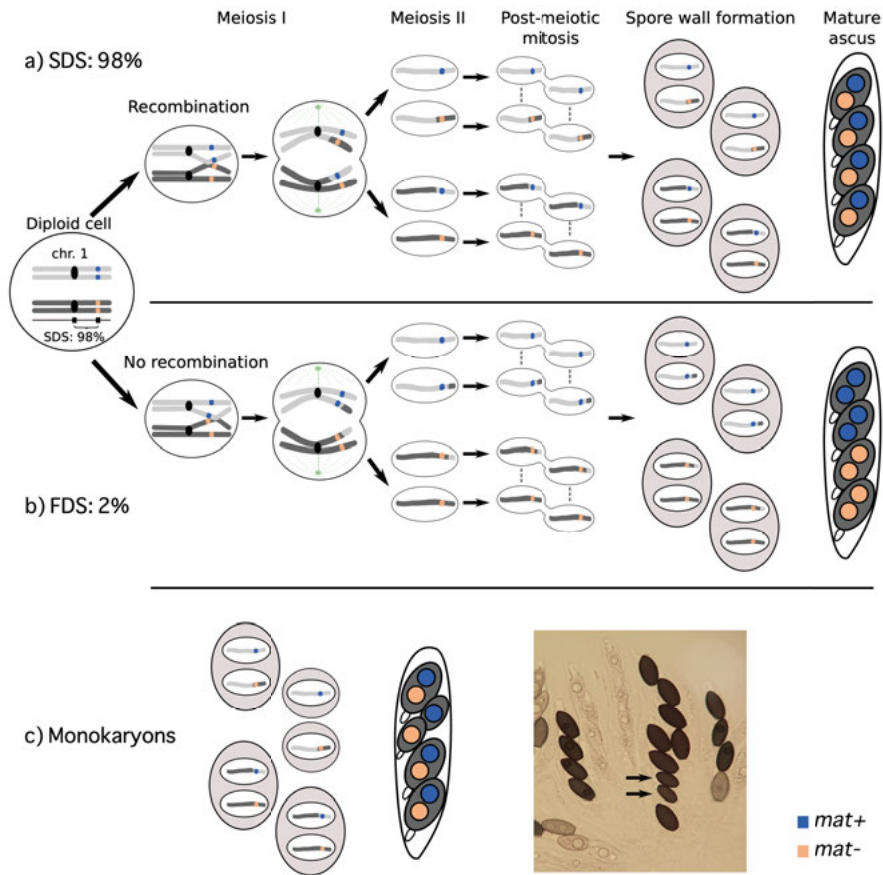 Meiosis I
Meiosis II
Post-meiotic
mitosis
Spore wall formation
Mature
ascus
a) SDS: 98%
Recombination
Diploid cell
chr. 1
SDS: 98%
No recombination
b) FDS: 2%
c) Monokaryons
mat+
mat-